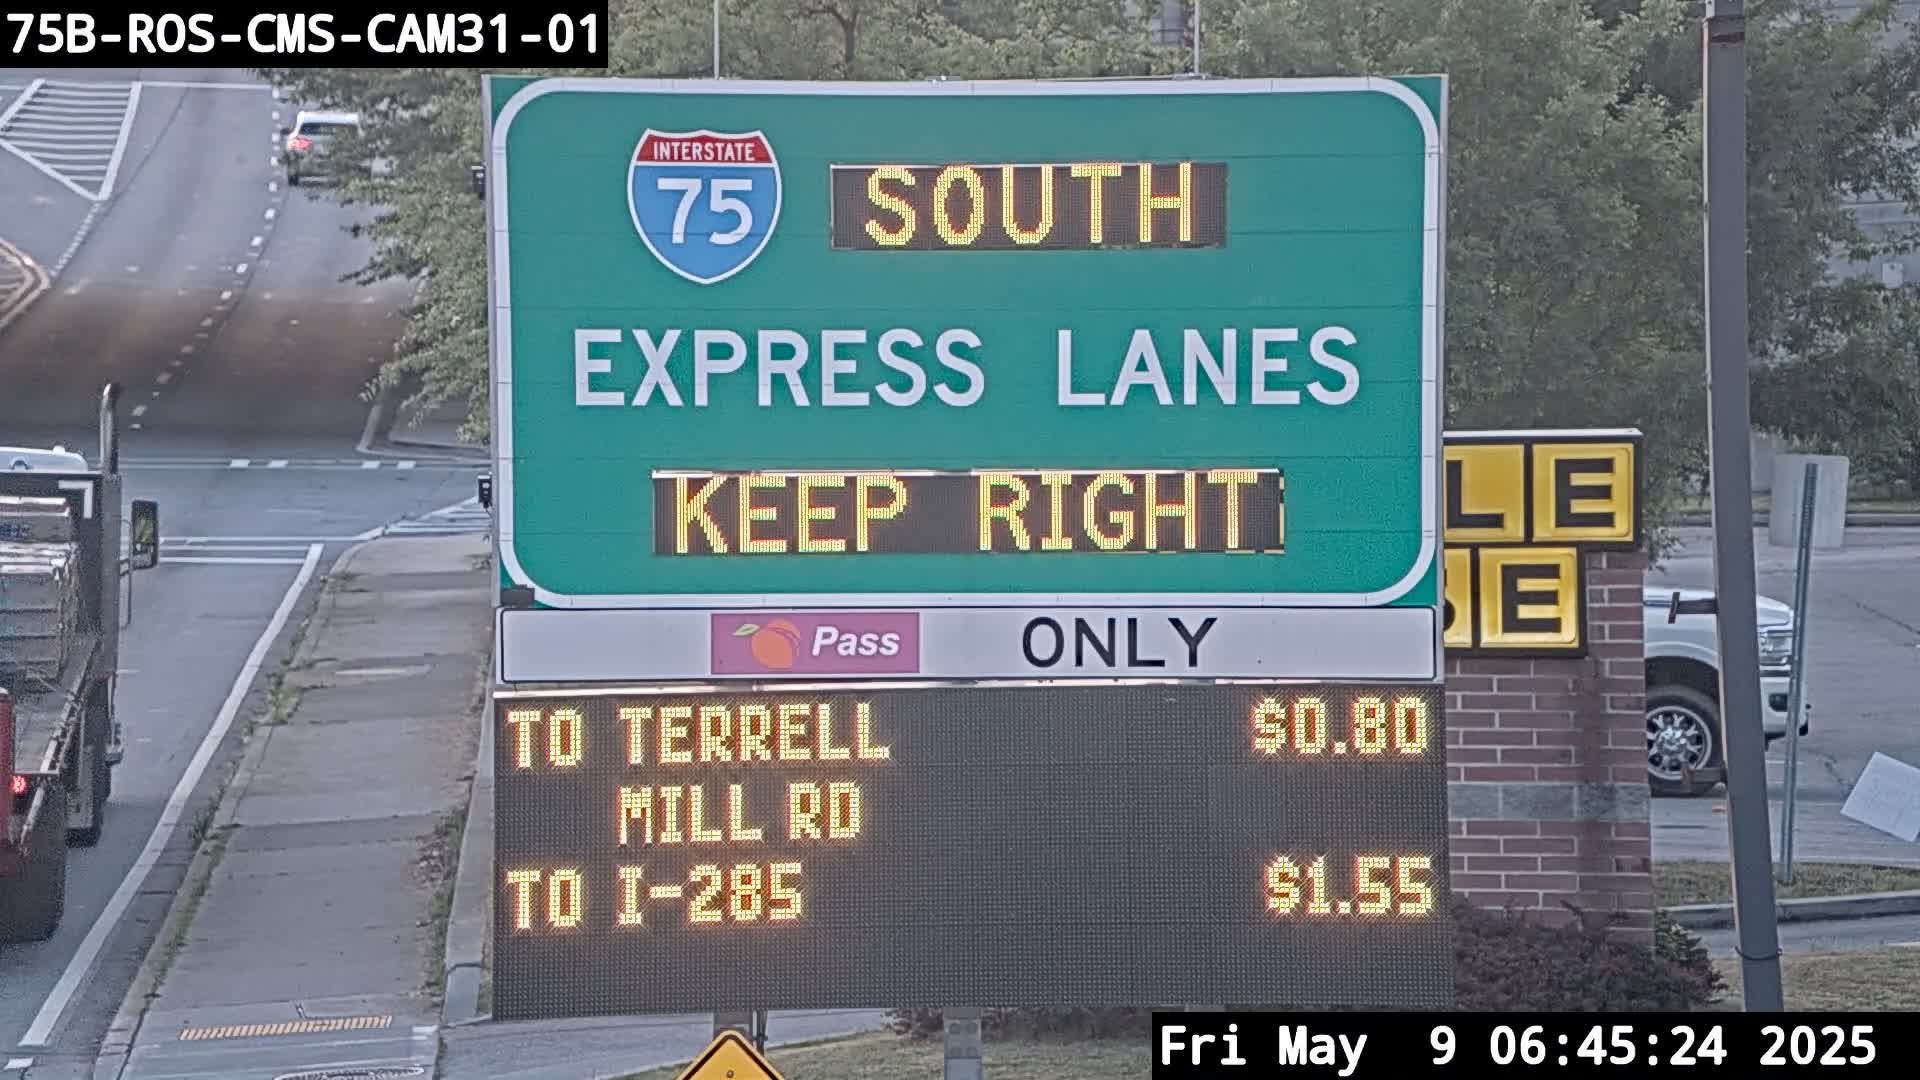 75B-ROS-CMS-CAM31-01
INTERSTATE
75
SOUTH
EXPRESS LANES
KEEP RIGHT
Pass ONLY
TO TERRELL $0.80
MILL RD
TO I-285 $1.55
LE
E
Fri May 9 06:45:24 2025